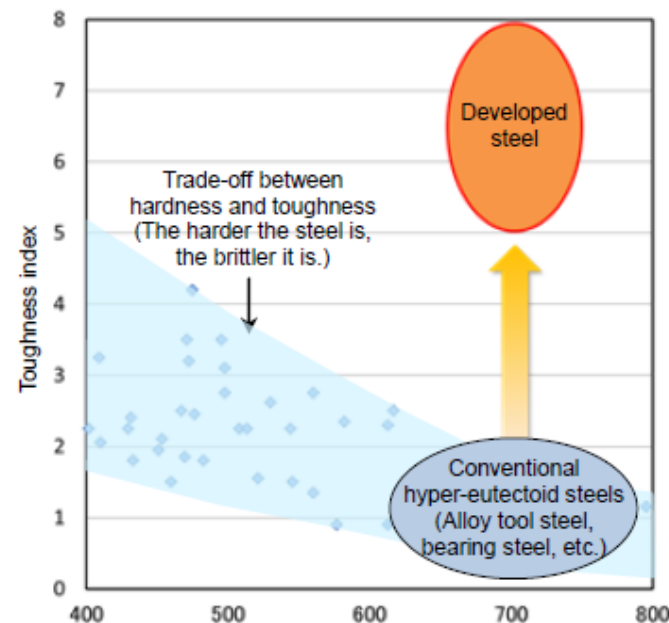 8
7
6
5
4
3
2
1
0
Toughness index
Developed
steel
Trade-off between
hardness and toughness
(The harder the steel is,
the brittler it is.)
Conventional
hyper-eutectoid steels
(Alloy tool steel,
bearing steel, etc.)
400 500 600 700 800